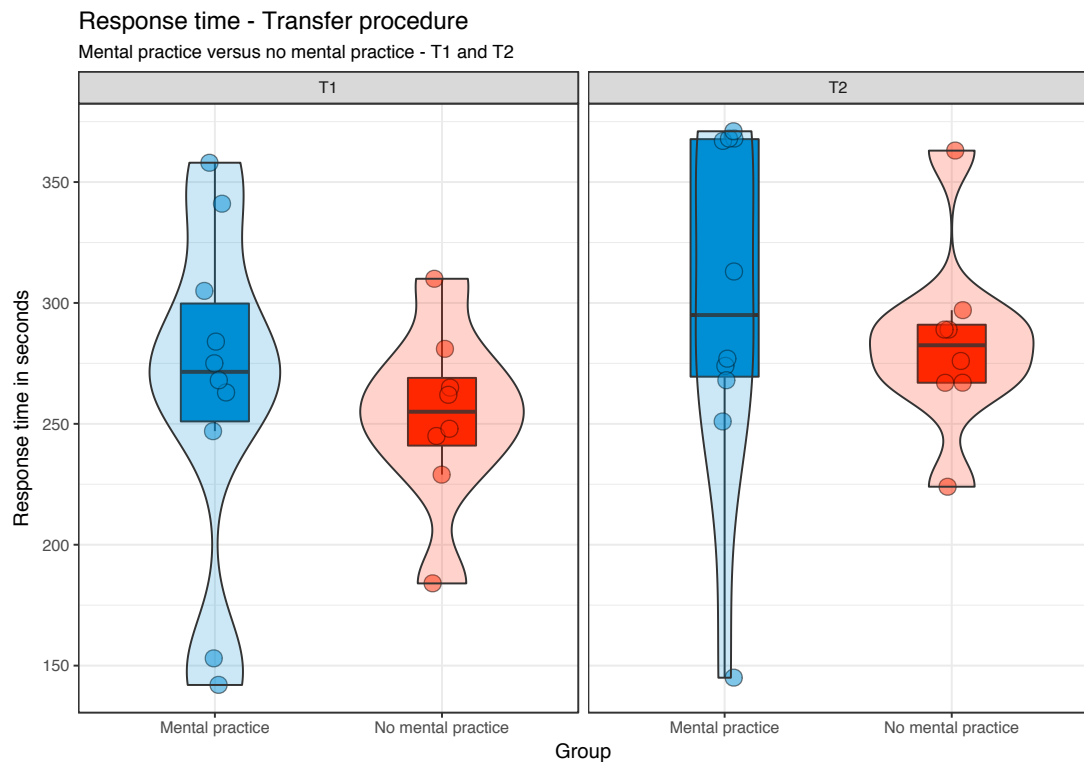 Response time - Transfer procedure
Mental practice versus no mental practice - T1 and T2
T1
T2
350
300
250
200
150
Response time in seconds
Mental practice
No mental practice
Mental practice
No mental practice
Group